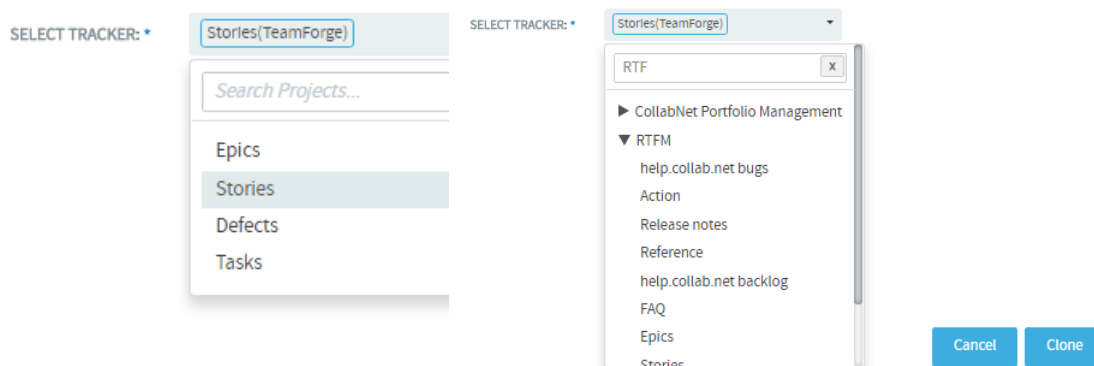 SELECT TRACKER: *
Stories(TeamForge)
Search Projects...
Epics
Stories
Defects
Tasks
SELECT TRACKER: *
Stories(TeamForge)
RTF
X
▶ CollabNet Portfolio Management
▼ RTFM
help.collab.net bugs
Action
Release notes
Reference
help.collab.net backlog
FAQ
Epics
Stories
Cancel
Clone